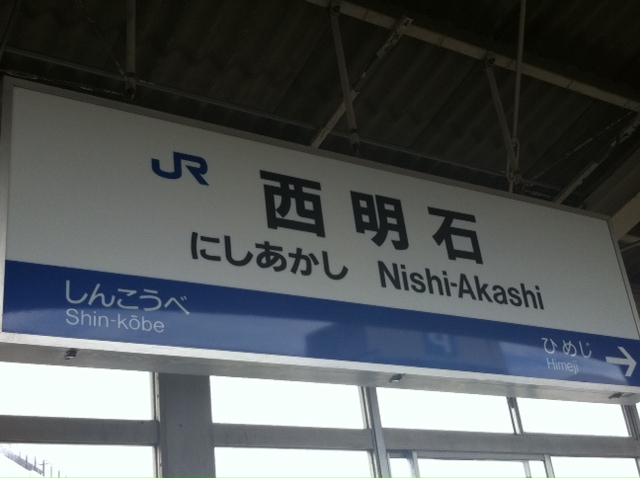 JR 西明石
にしあかし Nishi-Akashi
しんこうべ
Shin-kōbe
ひめじ
Himeji